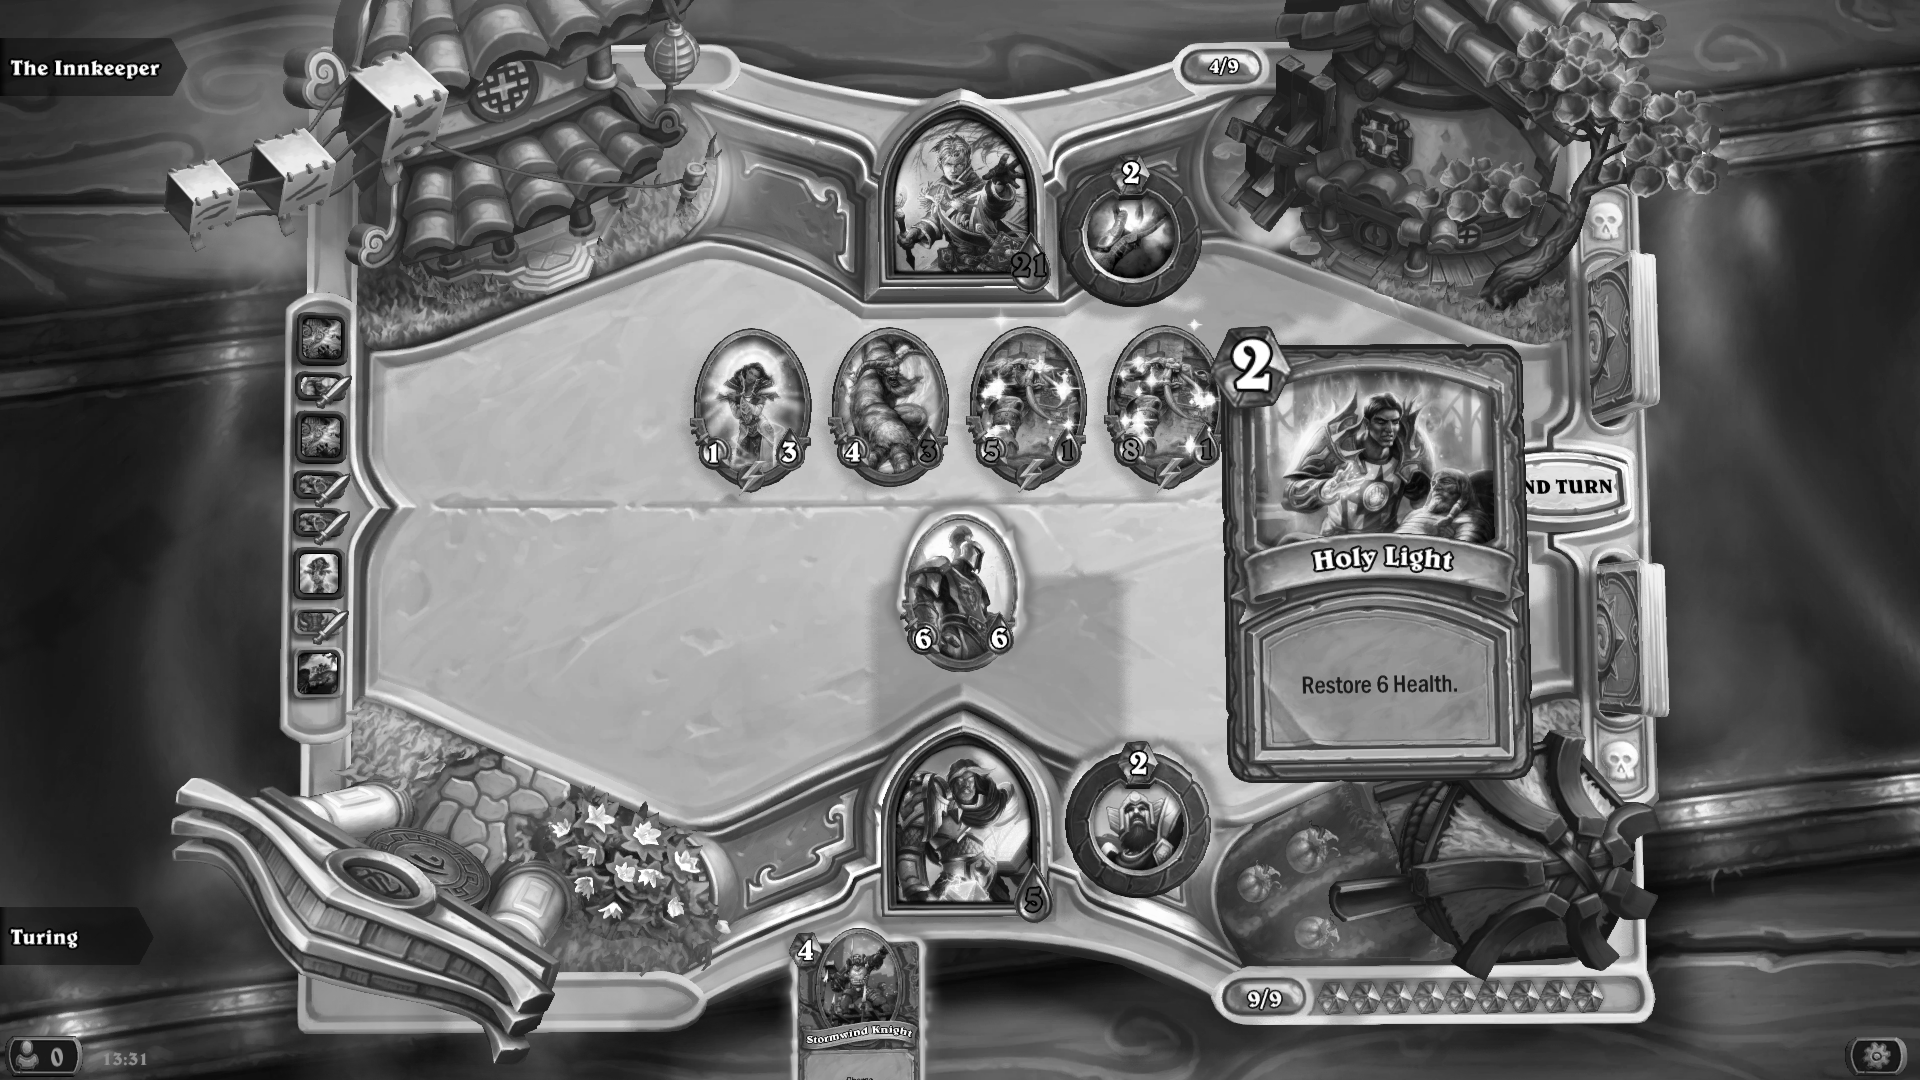 The Innkeeper
4/9
2
21
1 3
4 3
5 1
8 1
2
Holy Light
Restore 6 Health.
ND TURN
6 6
2
5
Turing
4
Stormwind Knight
9/9
0
13:31